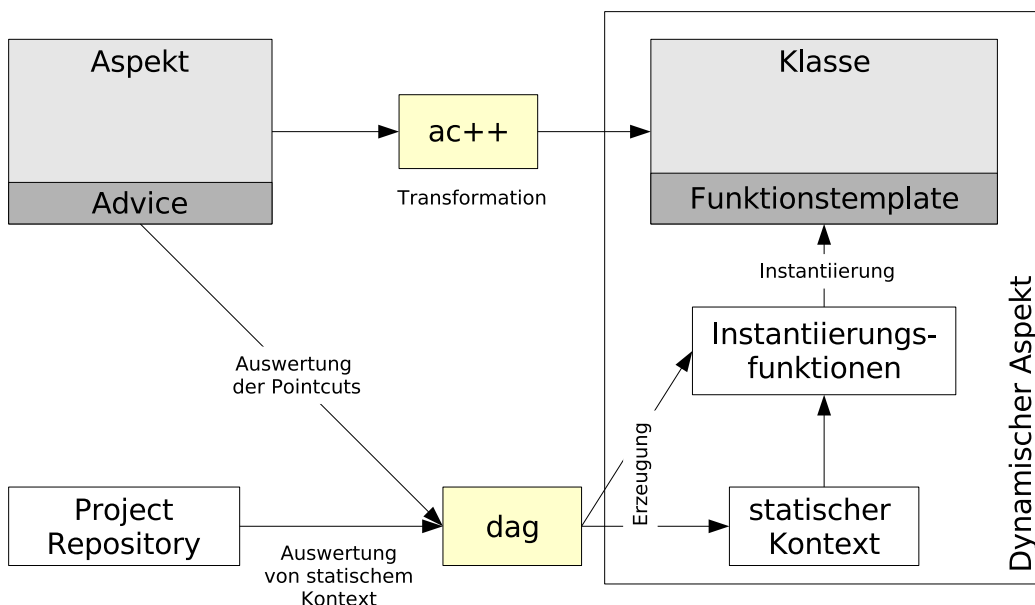 Aspekt
Advice
ac++
Transformation
Klasse
Funktionstemplate
Instantiierung
Instantiierungs-
funktionen
Auswertung
der Pointcuts
Erzeugung
Project
Repository
Auswertung
von statischem
Kontext
dag
statischer
Kontext
Dynamischer Aspekt